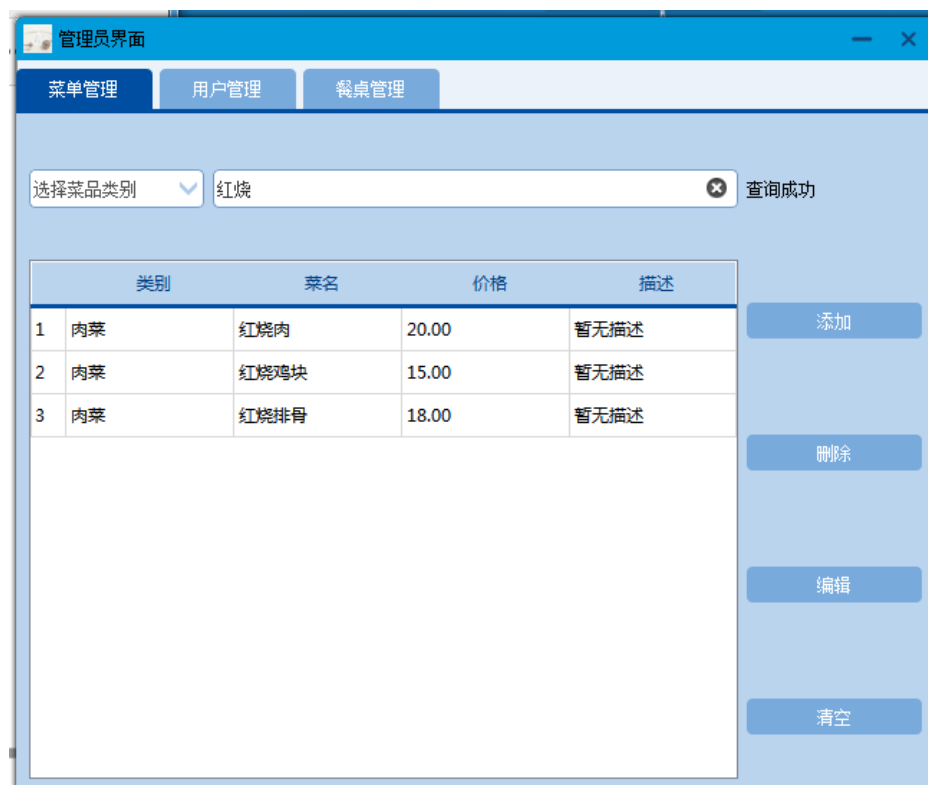 管理员界面
菜单管理 用户管理 餐桌管理
选择菜品类别 红烧 查询成功
类别 菜名 价格 描述
1 肉菜 红烧肉 20.00 暂无描述
2 肉菜 红烧鸡块 15.00 暂无描述
3 肉菜 红烧排骨 18.00 暂无描述
添加
删除
编辑
清空